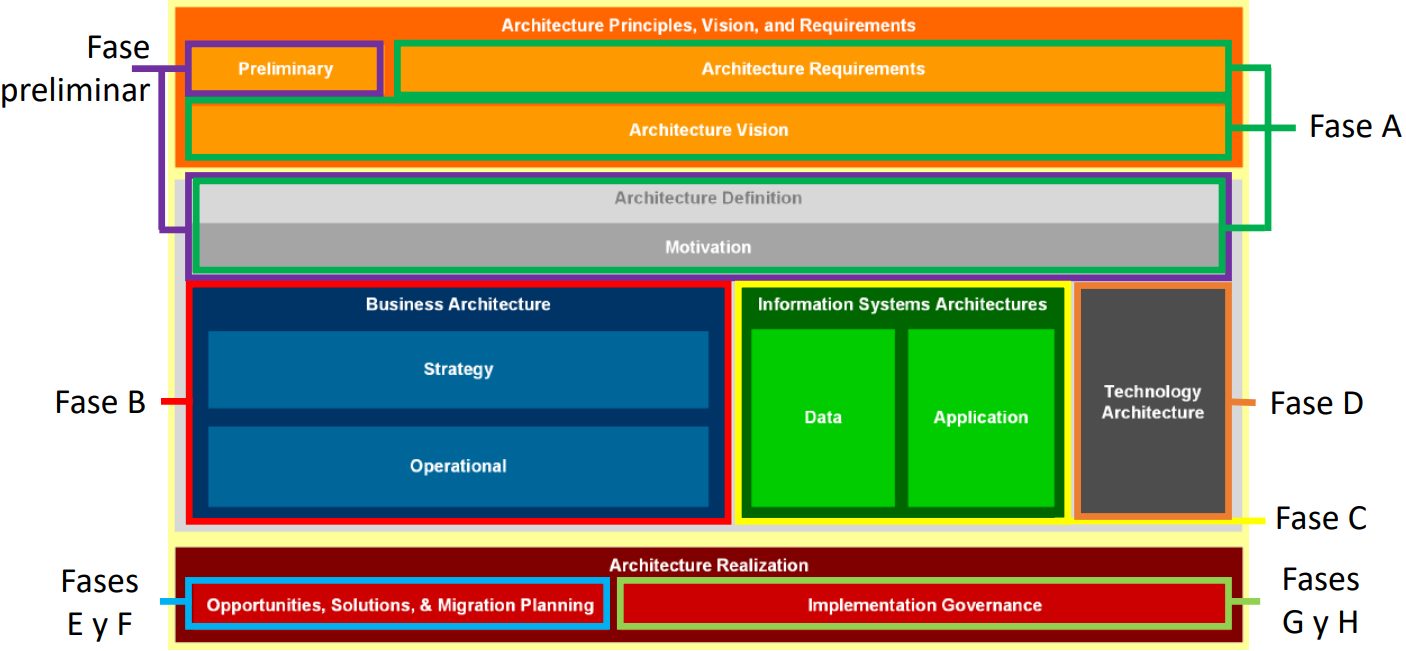 Architecture Principles, Vision, and Requirements
Fase
preliminar
Preliminary
Architecture Requirements
Architecture Vision
Fase A
Architecture Definition
Motivation
Business Architecture
Strategy
Operational
Fase B
Information Systems Architectures
Data
Application
Technology
Architecture
Fase D
Fase C
Architecture Realization
Fases
E y F
Opportunities, Solutions, & Migration Planning
Implementation Governance
Fases
G y H